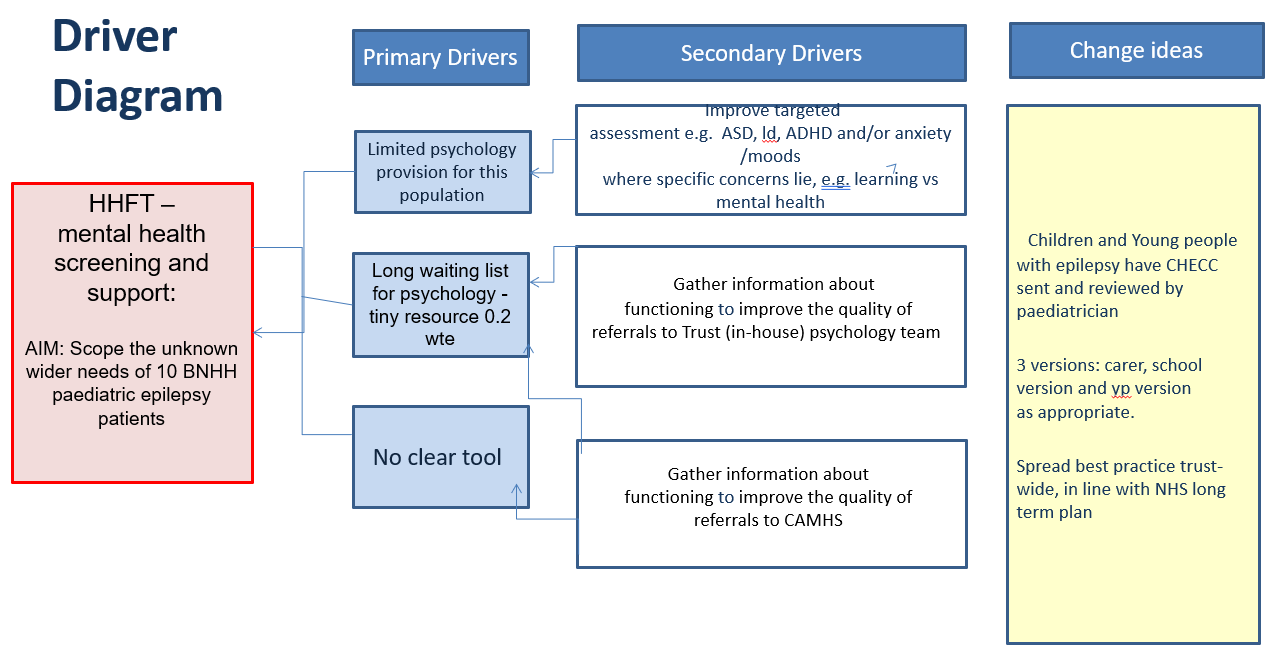 Driver
Diagram
Primary Drivers
Secondary Drivers
Change ideas
HHFT –
mental health
screening and
support:
AIM: Scope the unknown
wider needs of 10 BNHH
paediatric epilepsy
patients
Limited psychology
provision for this
population
Long waiting list
for psychology -
tiny resource 0.2
wte
No clear tool
Improve targeted
assessment e.g. ASD, ld, ADHD and/or anxiety
/moods
where specific concerns lie, e.g. learning vs
mental health
Gather information about
functioning to improve the quality of
referrals to Trust (in-house) psychology team
Gather information about
functioning to improve the quality of
referrals to CAMHS
Children and Young people
with epilepsy have CHECC
sent and reviewed by
paediatrician
3 versions: carer, school
version and yp version
as appropriate.
Spread best practice trust-
wide, in line with NHS long
term plan